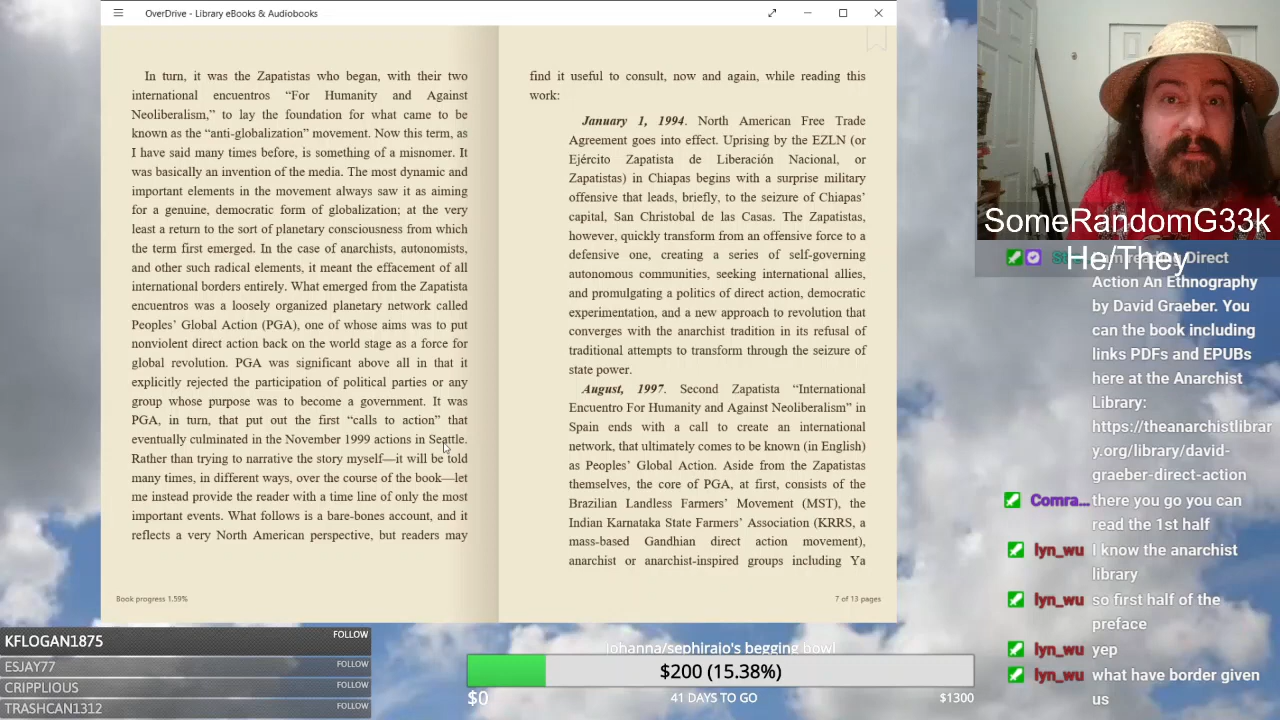 OverDrive - Library eBooks & Audiobooks
In turn, it was the Zapatistas who began, with their two
international encuentros “For Humanity and Against
Neoliberalism,” to lay the foundation for what came to be
known as the “anti-globalization” movement. Now this term, as
I have said many times before, is something of a misnomer. It
was basically an invention of the media. The most dynamic and
important elements in the movement always saw it as aiming
for a genuine, democratic form of globalization; at the very
least a return to the sort of planetary consciousness from which
the term first emerged. In the case of anarchists, autonomists,
and other such radical elements, it meant the effacement of all
international borders entirely. What emerged from the Zapatista
encuentros was a loosely organized planetary network called
Peoples’ Global Action (PGA), one of whose aims was to put
nonviolent direct action back on the world stage as a force for
global revolution. PGA was significant above all in that it
explicitly rejected the participation of political parties or any
group whose purpose was to become a government. It was
PGA, in turn, that put out the first “calls to action” that
eventually culminated in the November 1999 actions in Seattle.
Rather than trying to narrative the story myself—it will be told
many times, in different ways, over the course of the book—let
me instead provide the reader with a time line of only the most
important events. What follows is a bare-bones account, and it
reflects a very North American perspective, but readers may
Book progress 1.59%
find it useful to consult, now and again, while reading this
work:
January 1, 1994. North American Free Trade
Agreement goes into effect. Uprising by the EZLN (or
Ejército Zapatista de Liberación Nacional, or
Zapatistas) in Chiapas begins with a surprise military
offensive that leads, briefly, to the seizure of Chiapas’
capital, San Christobal de las Casas. The Zapatistas,
however, quickly transform from an offensive force to a
defensive one, creating a series of self-governing
autonomous communities, seeking international allies,
and promulgating a politics of direct action, democratic
experimentation, and a new approach to revolution that
converges with the anarchist tradition in its refusal of
traditional attempts to transform through the seizure of
state power.
August, 1997. Second Zapatista “International
Encuentro For Humanity and Against Neoliberalism” in
Spain ends with a call to create an international
network, that ultimately comes to be known (in English)
as Peoples’ Global Action. Aside from the Zapatistas
themselves, the core of PGA, at first, consists of the
Brazilian Landless Farmers’ Movement (MST), the
Indian Karnataka State Farmers’ Association (KRRS, a
mass-based Gandhian direct action movement),
anarchist or anarchist-inspired groups including Ya
7 of 13 pages
SomeRandomG33k
He/They
I am reading Direct
Action An Ethnography
by David Graeber. You
can the book including
links PDFs and EPUBs
here at the Anarchist
Library:
https://theanarchistlibrar
y.org/library/david-
graeber-direct-action
Comra... there you go you can
read the 1st half
lyn_wu I know the anarchist
library
lyn_wu so first half of the
preface
lyn_wu yep
lyn_wu what have border given
us
KFLOGAN1875 FOLLOW
ESJAY77 FOLLOW
CRIPPLIOUS FOLLOW
TRASHCAN1312 FOLLOW
begging bowl
$200 (15.38%)
$0 41 DAYS TO GO $1300